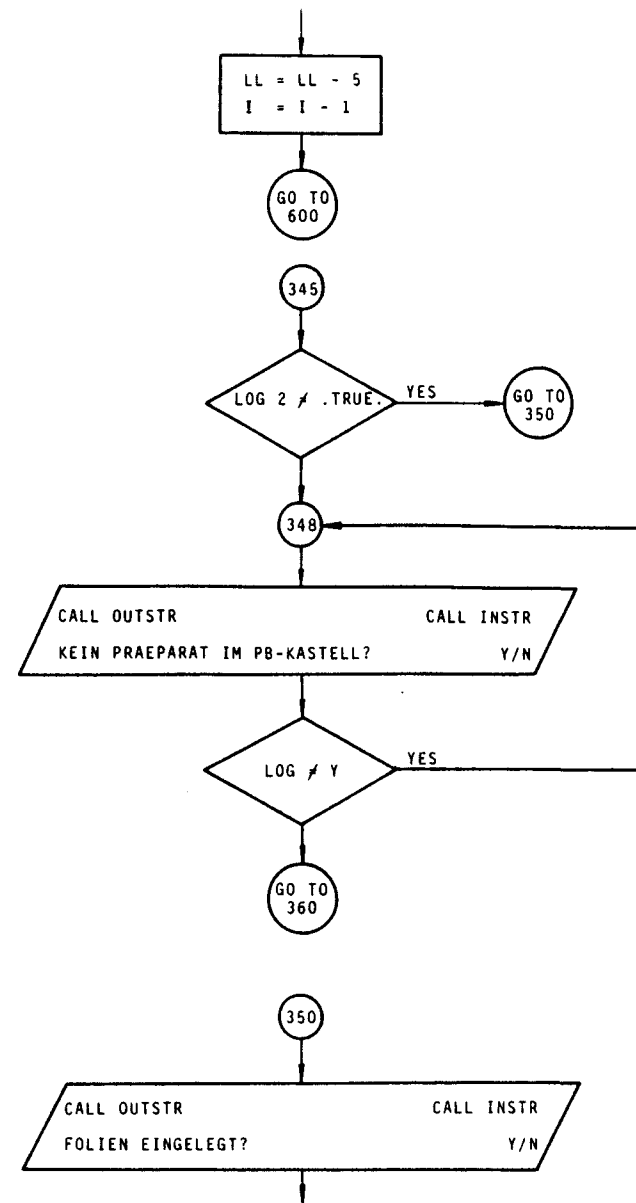 LL = LL - 5
I = I - 1
GO TO
600
345
LOG 2 ≠ .TRUE.
YES
GO TO
350
348
CALL OUTSTR CALL INSTR
KEIN PRAEPARAT IM PB-KASTELL? Y/N
LOG ≠ Y
YES
GO TO
360
350
CALL OUTSTR CALL INSTR
FOLIEN EINGELEGT? Y/N